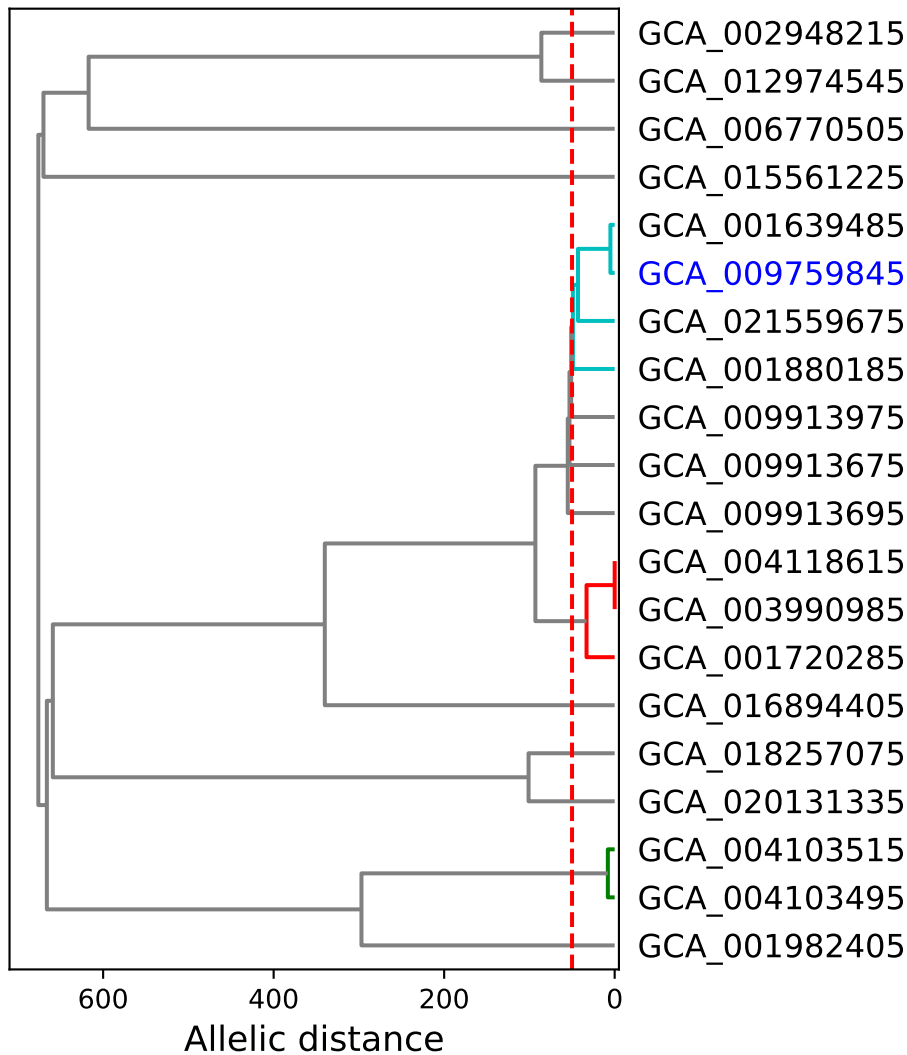 GCA_002948215
GCA_012974545
GCA_006770505
GCA_015561225
GCA_001639485
GCA_009759845
GCA_021559675
GCA_001880185
GCA_009913975
GCA_009913675
GCA_009913695
GCA_004118615
GCA_003990985
GCA_001720285
GCA_016894405
GCA_018257075
GCA_020131335
GCA_004103515
GCA_004103495
GCA_001982405
600 400 200 0
Allelic distance